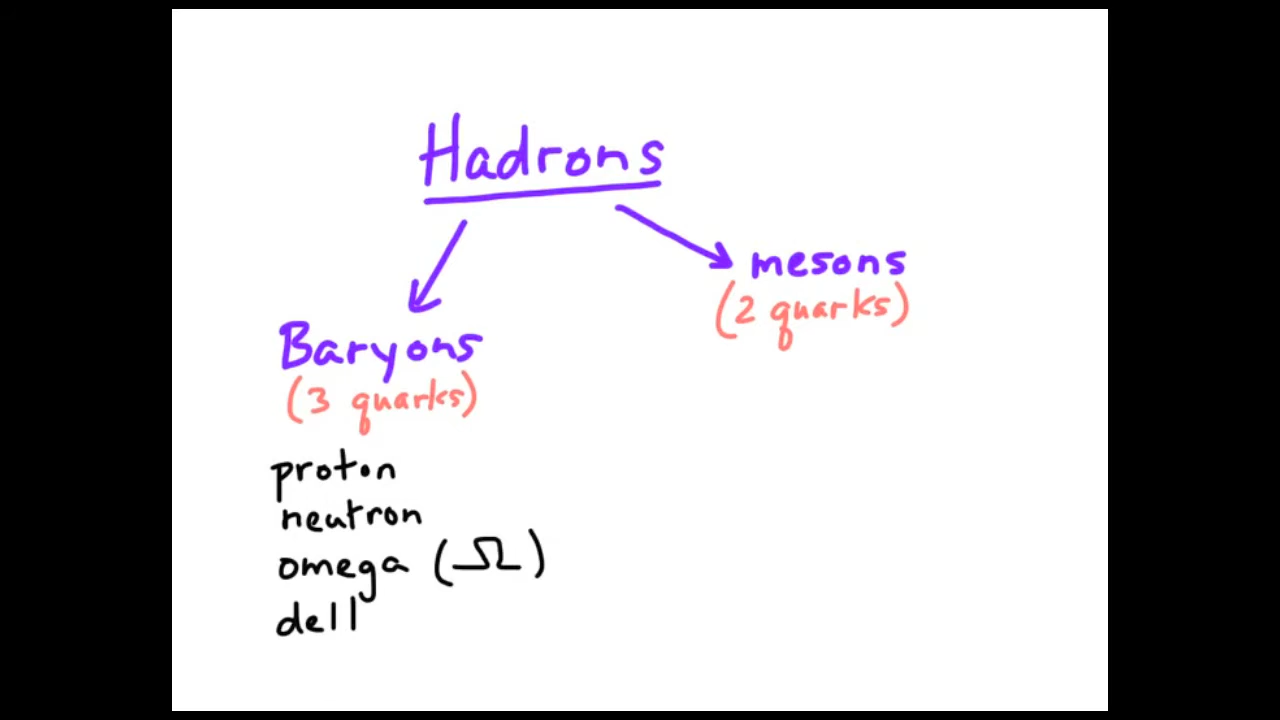 Hadrons
mesons
(2 quarks)
Baryons
(3 quarks)
proton
neutron
omega (Ω)
dell